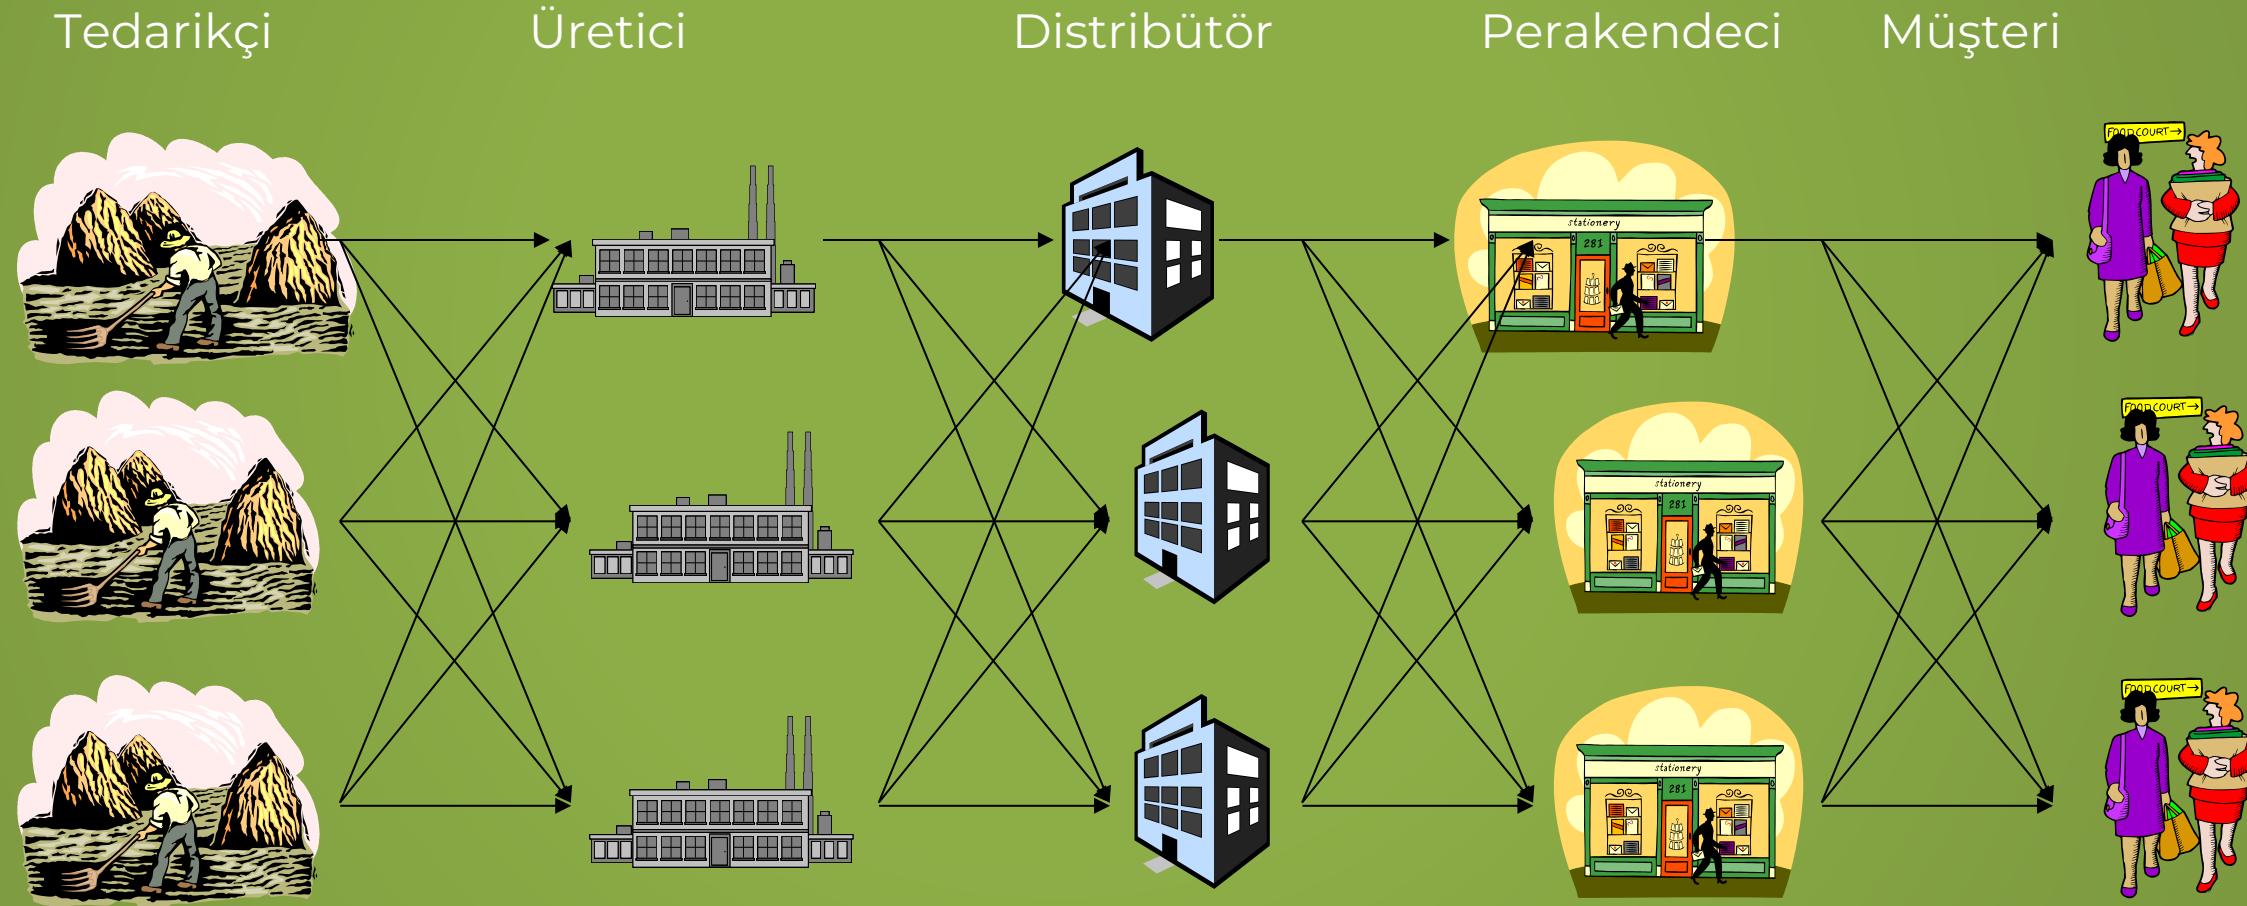 Tedarikçi
Üretici
Distribütör
Perakendeci
Müşteri
FOOD COURT→
stationery
281
FOOD COURT→
stationery
281
FOOD COURT→
stationery
281